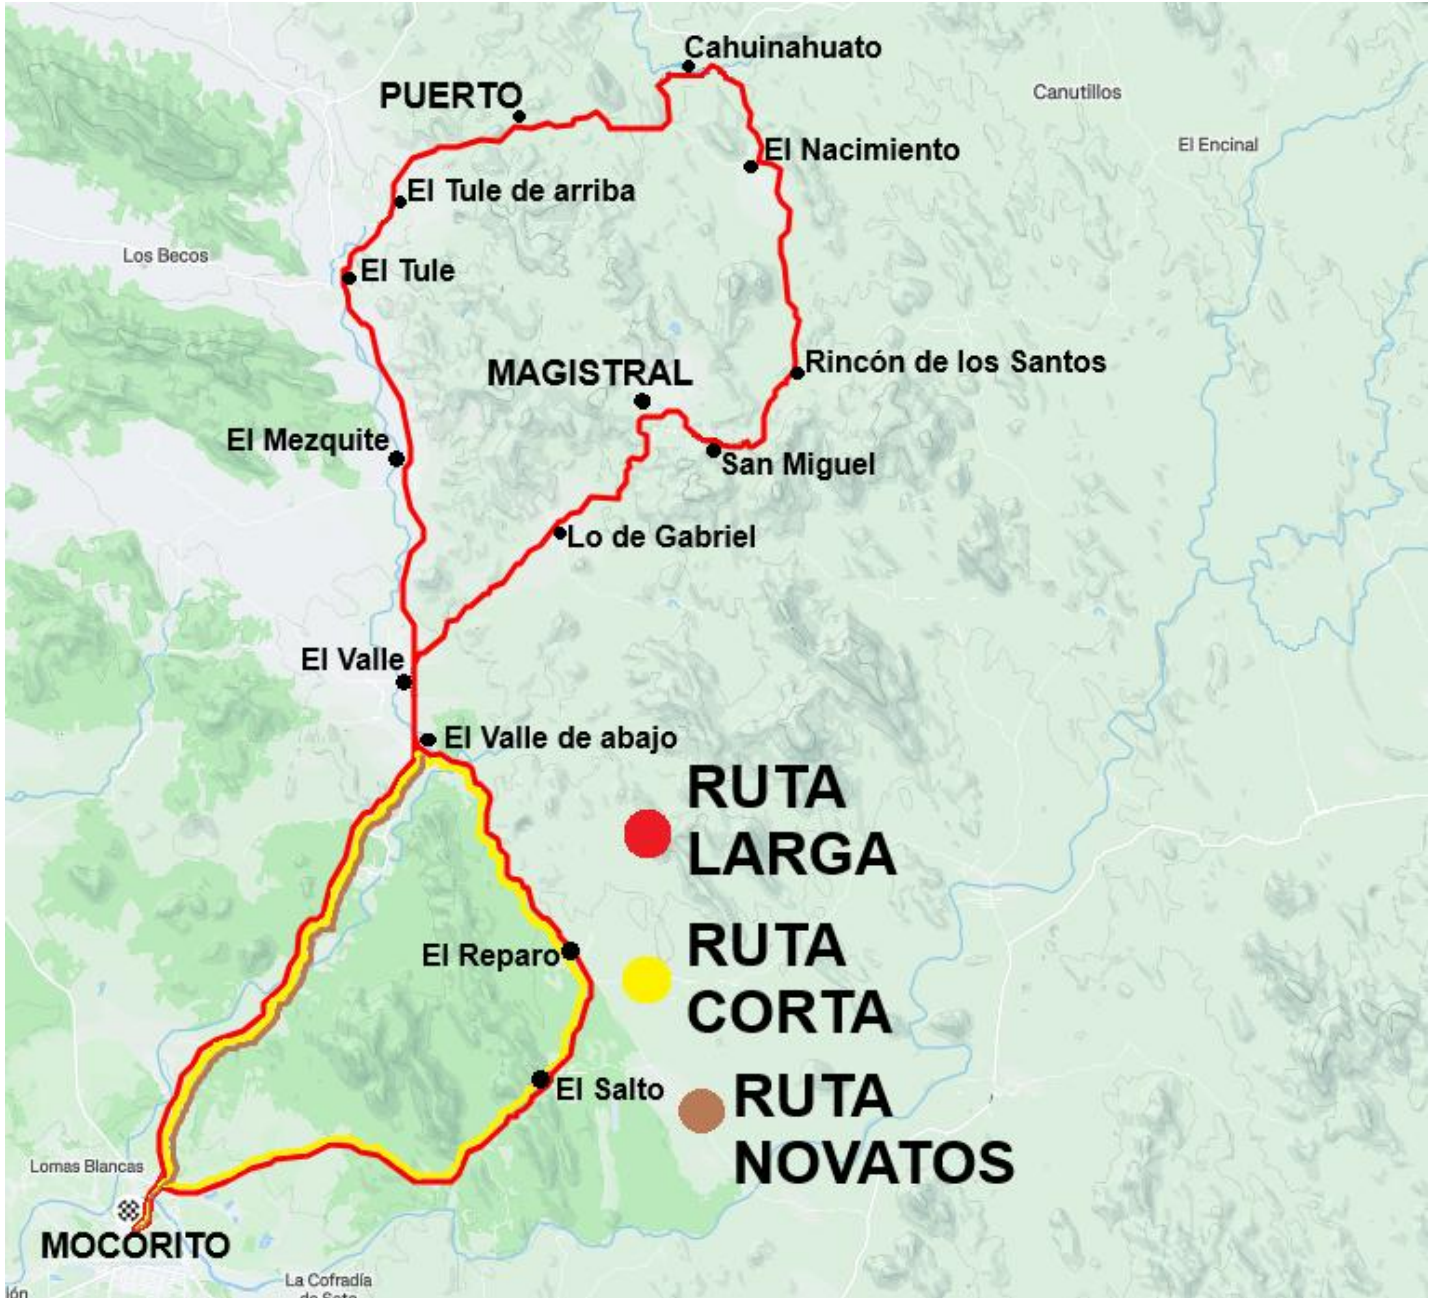 Cahuinahuato
PUERTO
Canutillos
El Nacimiento
El Encinal
El Tule de arriba
Los Becos
El Tule
MAGISTRAL
Rincón de los Santos
El Mezquite
San Miguel
Lo de Gabriel
El Valle
El Valle de abajo
RUTA
LARGA
RUTA
CORTA
El Reparo
El Salto
RUTA
NOVATOS
Lomas Blancas
MOCORITO
La Cofradía